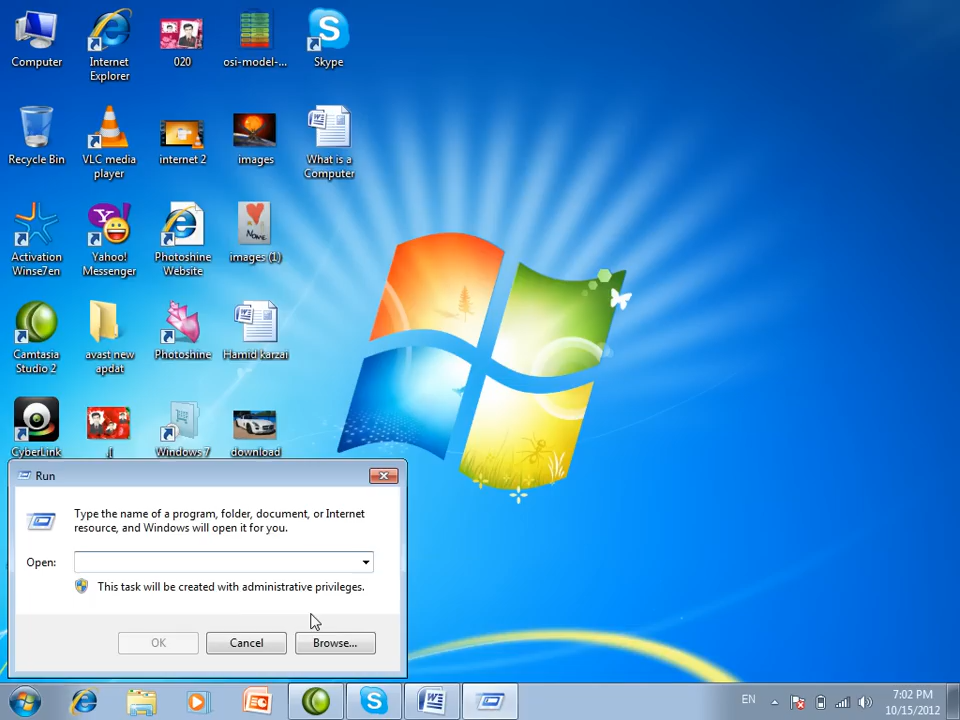 Computer
Internet
Explorer
020
osi-model-...
Skype
Recycle Bin
VLC media
player
internet 2
images
What is a
Computer
Activation
Winse7en
Yahoo!
Messenger
Photoshine
Website
images (1)
Camtasia
Studio 2
avast new
apdat
Photoshine
Hamid karzai
CyberLink
.[
Windows 7
download
Run
Type the name of a program, folder, document, or Internet
resource, and Windows will open it for you.
Open:
This task will be created with administrative privileges.
OK
Cancel
Browse...
EN
7:02 PM
10/15/2012